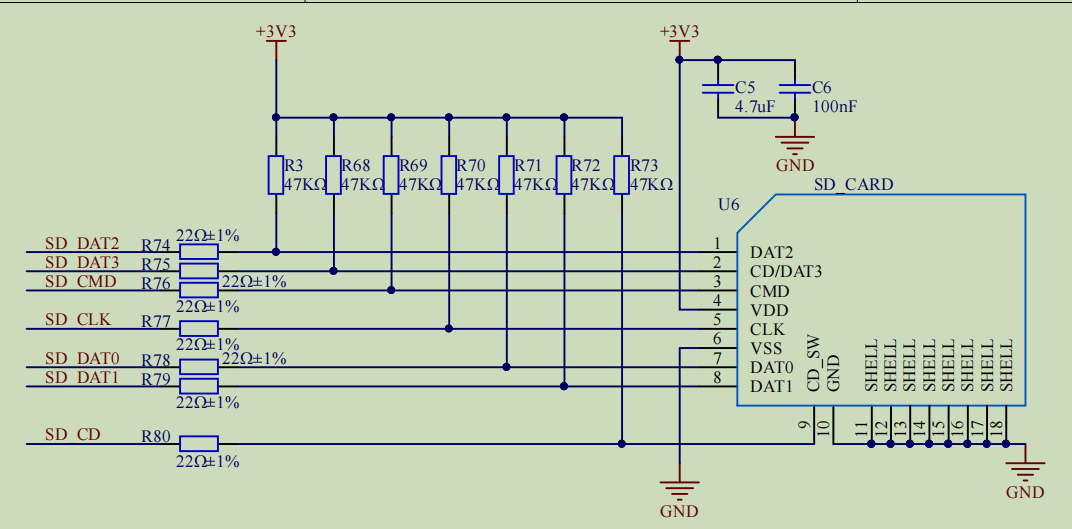 +3V3
+3V3
C5
C6
4.7uF
100nF
GND
R3
R68
R69
R70
R71
R72
R73
47KΩ
47KΩ
47KΩ
47KΩ
47KΩ
47KΩ
47KΩ
SD_CARD
U6
SD_DAT2
R74
22Ω±1%
1
DAT2
SD_DAT3
R75
2
CD/DAT3
SD_CMD
R76
22Ω±1%
3
CMD
22Ω±1%
4
VDD
SD_CLK
R77
5
CLK
22Ω±1%
6
VSS
SD_DAT0
R78
22Ω±1%
7
DAT0
SD_DAT1
R79
8
DAT1
22Ω±1%
CD_SW
GND
SHELL
SHELL
SHELL
SHELL
SHELL
SHELL
SHELL
SHELL
9
10
11
12
13
14
15
16
17
18
SD_CD
R80
22Ω±1%
GND
GND